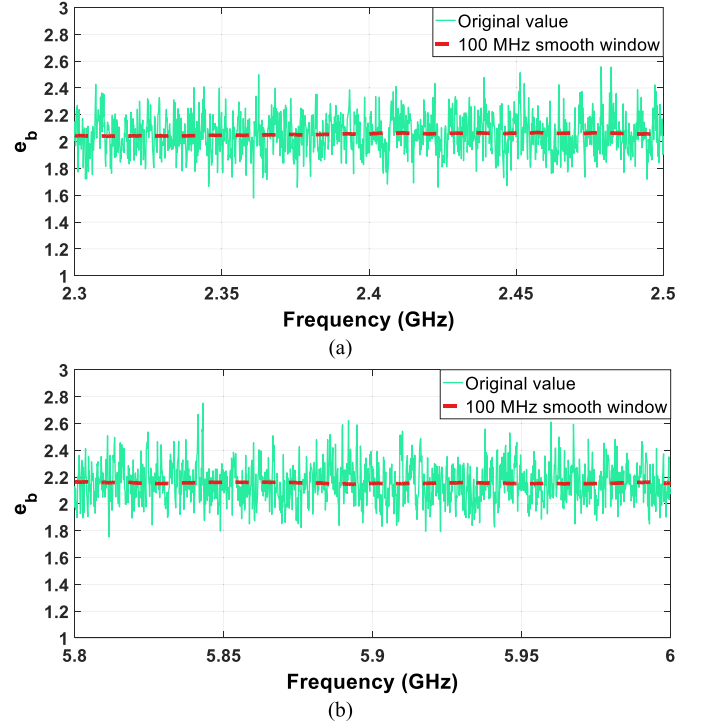 3
2.8
2.6
2.4
2.2
2
1.8
1.6
1.4
1.2
1
e_b
Original value
100 MHz smooth window
2.3 2.35 2.4 2.45 2.5
Frequency (GHz)
(a)
3
2.8
2.6
2.4
2.2
2
1.8
1.6
1.4
1.2
1
e_b
Original value
100 MHz smooth window
5.8 5.85 5.9 5.95 6
Frequency (GHz)
(b)